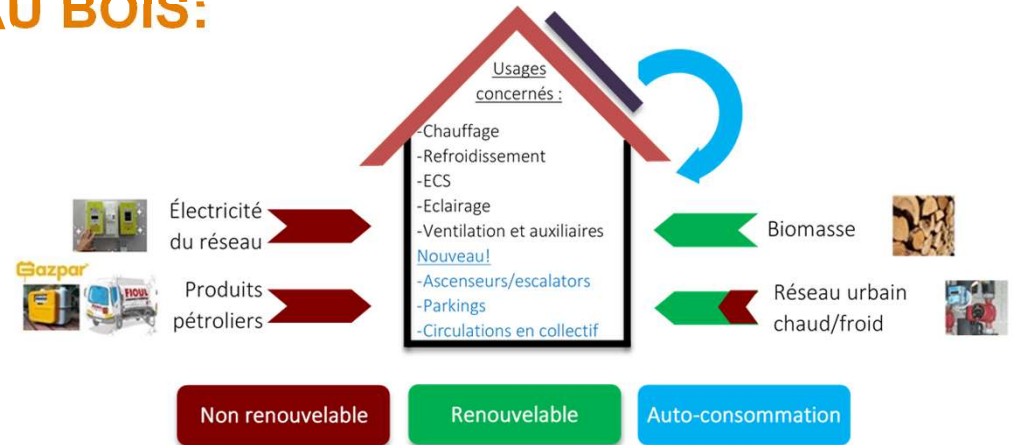 AU BOIS:
Usages
concernés :
-Chauffage
-Refroidissement
-ECS
-Eclairage
-Ventilation et auxiliaires
Nouveau!
-Ascenseurs/escalators
-Parkings
-Circulations en collectif
Électricité
du réseau
Gazpar
FIOUL
Produits
pétroliers
Biomasse
Réseau urbain
chaud/froid
Non renouvelable
Renouvelable
Auto-consommation